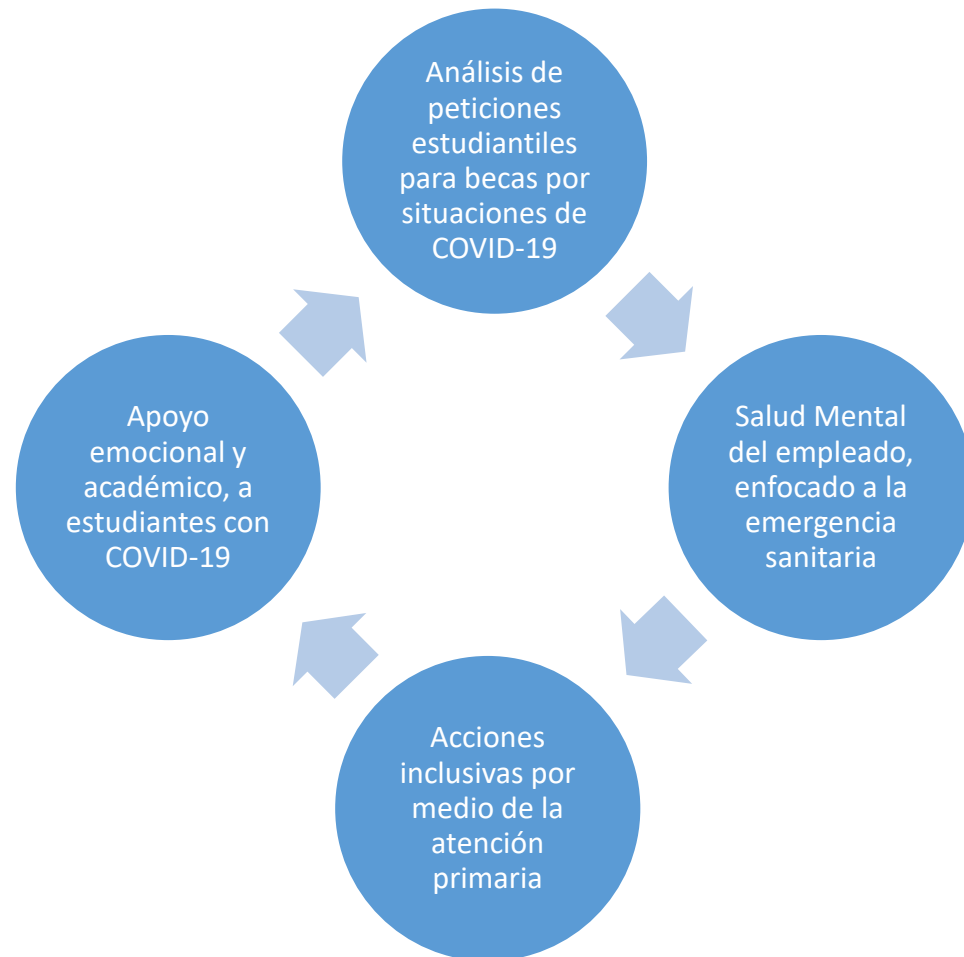 Análisis de
peticiones
estudiantiles
para becas por
situaciones de
COVID-19
Salud Mental
del empleado,
enfocado a la
emergencia
sanitaria
Acciones
inclusivas por
medio de la
atención
primaria
Apoyo
emocional y
académico, a
estudiantes con
COVID-19